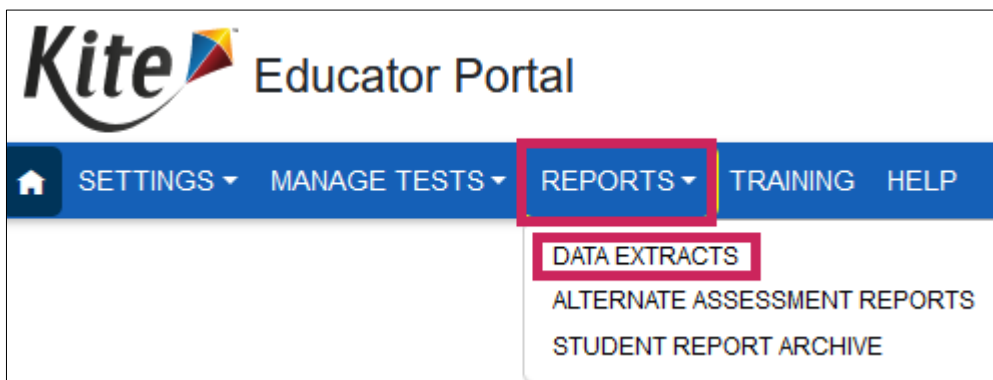 Kite Educator Portal
SETTINGS MANAGE TESTS REPORTS TRAINING HELP
DATA EXTRACTS
ALTERNATE ASSESSMENT REPORTS
STUDENT REPORT ARCHIVE